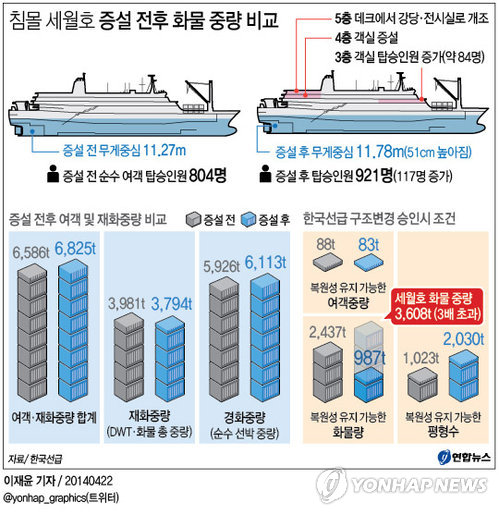 침몰 세월호 증설 전후 화물 중량 비교
5층 데크에서 강당·전시실로 개조
4층 객실 증설
3층 객실 탑승인원 증가(약 84명)
증설 전 무게중심 11.27m
증설 후 무게중심 11.78m(51cm 높아짐)
증설 전 순수 여객 탑승인원 804명
증설 후 탑승인원 921명(117명 증가)
증설 전후 여객 및 재화중량 비교
증설 전
증설 후
6,586t
6,825t
여객·재화중량 합계
3,981t
3,794t
재화중량
(DWT·화물 총 중량)
5,926t
6,113t
경화중량
(순수 선박 중량)
한국선급 구조변경 승인시 조건
88t
83t
복원성 유지 가능한
여객중량
세월호 화물 중량
3,608t (3배 초과)
2,437t
987t
복원성 유지 가능한
화물량
1,023t
2,030t
복원성 유지 가능한
평형수
자료/ 한국선급
연합뉴스
이재윤 기자 / 20140422
@yonhap_graphics(트위터)
YONHAPNEWS